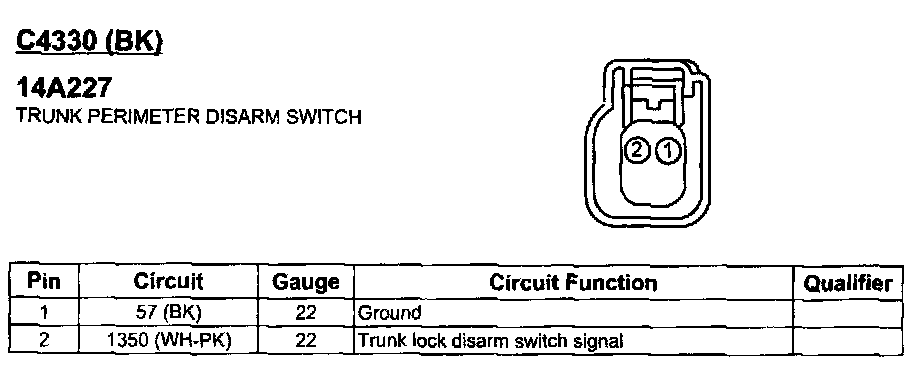 C4330 (BK)
14A227
TRUNK PERIMETER DISARM SWITCH
2 1
Pin Circuit Gauge Circuit Function Qualifier
1 57 (BK) 22 Ground
2 1350 (WH-PK) 22 Trunk lock disarm switch signal